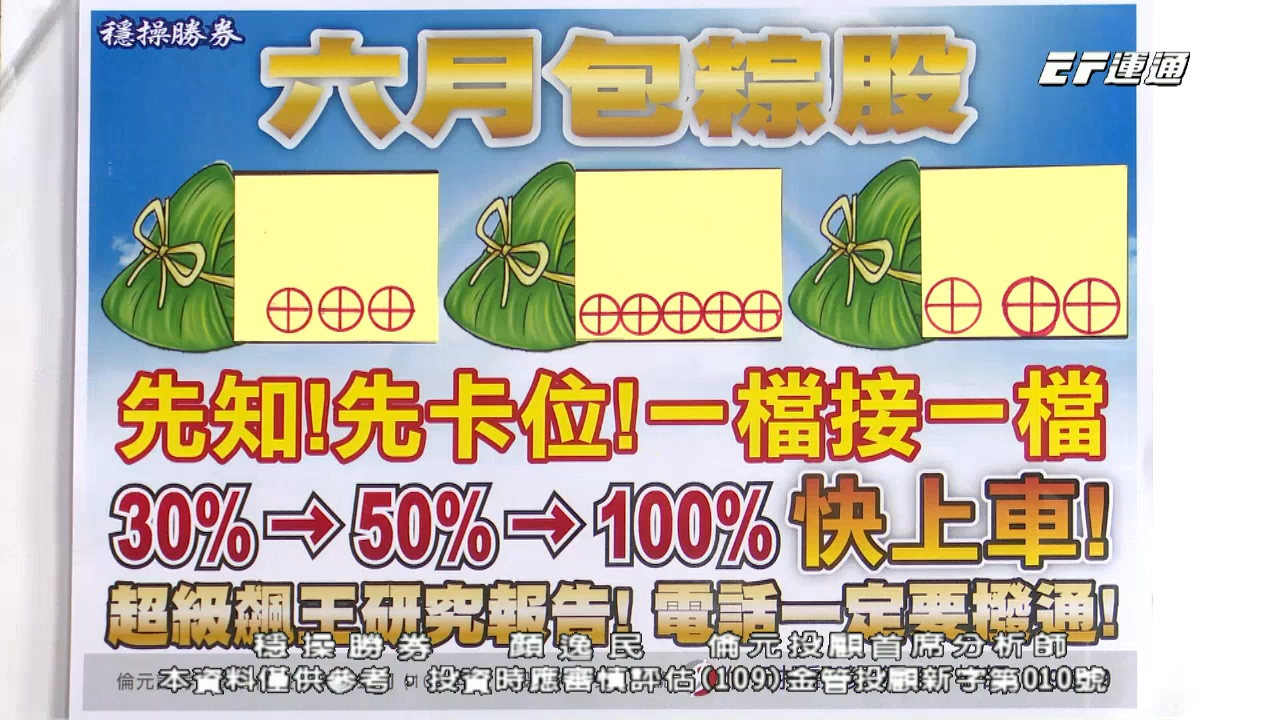 穩操勝券
EF運通
六月包粽股
先知!先卡位!一檔接一檔
30%→50%→100% 快上車!
超級飆王研究報告! 電話一定要撥通!
穩操勝券 顏逸民 倫元投顧首席分析師
本資料僅供參考,投資時應審慎評估(109)金管投顧新字第010號
倫元